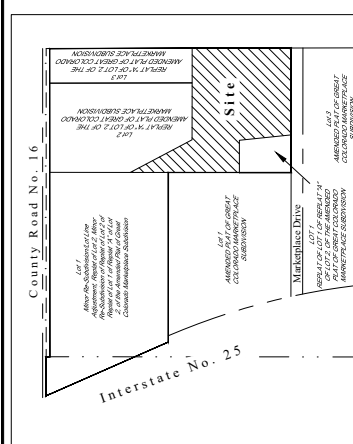 REPLAT "A" OF LOT 2, OF THE
AMENDED PLAT OF GREAT COLORADO
MARKETPLACE SUBDIVISION
Lot 3
Lot 2
REPLAT "A" OF LOT 2, OF THE
AMENDED PLAT OF GREAT COLORADO
MARKETPLACE SUBDIVISION
Site
Lot 3
AMENDED PLAT OF GREAT
COLORADO MARKETPLACE
SUBDIVISION
County Road No. 16
Lot 1
Minor Re-Subdivision/Lot Line
Adjustment, Replat of Lot 2, Minor
Re-Subdivision of Replat of Lot 2 of
Replat of Lot 1 of Replat "A" of Lot
2, of the Amended Plat of Great
Colorado Marketplace Subdivision
Lot 1
AMENDED PLAT OF GREAT
COLORADO MARKETPLACE
SUBDIVISION
Marketplace Drive
LOT 1
REPLAT OF LOT 1 OF REPLAT "A"
OF LOT 2, OF THE AMENDED
PLAT OF GREAT COLORADO
MARKETPLACE SUBDIVISION
Interstate No. 25